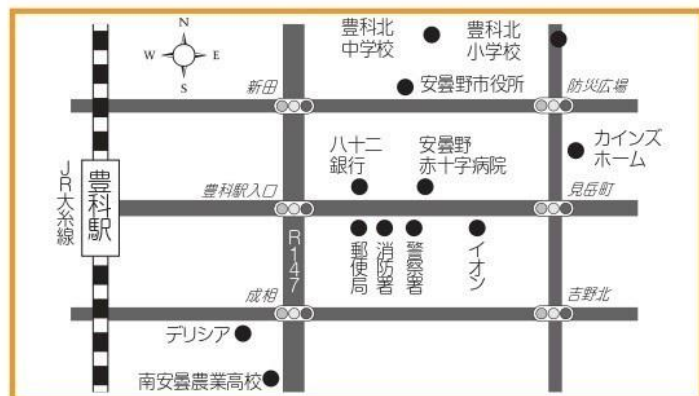 豊科北
中学校
豊科北
小学校
N
W
E
S
新田
安曇野市役所
防災広場
八十二
銀行
安曇野
赤十字病院
カインズ
ホーム
JR大糸線
豊科駅
豊科駅入口
見岳町
R147
郵便局
消防署
警察署
イオン
成相
吉野北
デリシア
南安曇農業高校